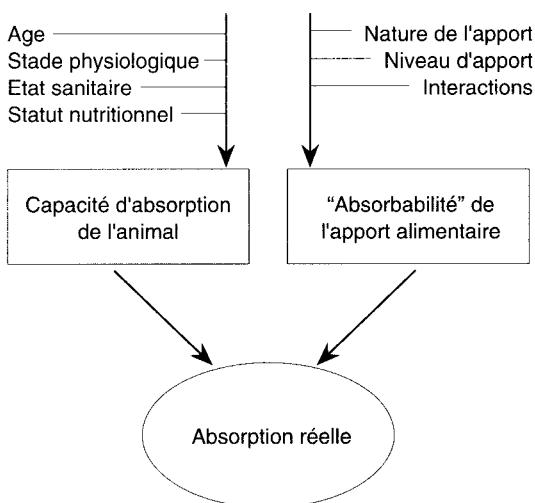 Age
Stade physiologique
Etat sanitaire
Statut nutritionnel
Nature de l'apport
Niveau d'apport
Interactions
Capacité d'absorption
de l'animal
“Absorbabilité” de
l'apport alimentaire
Absorption réelle